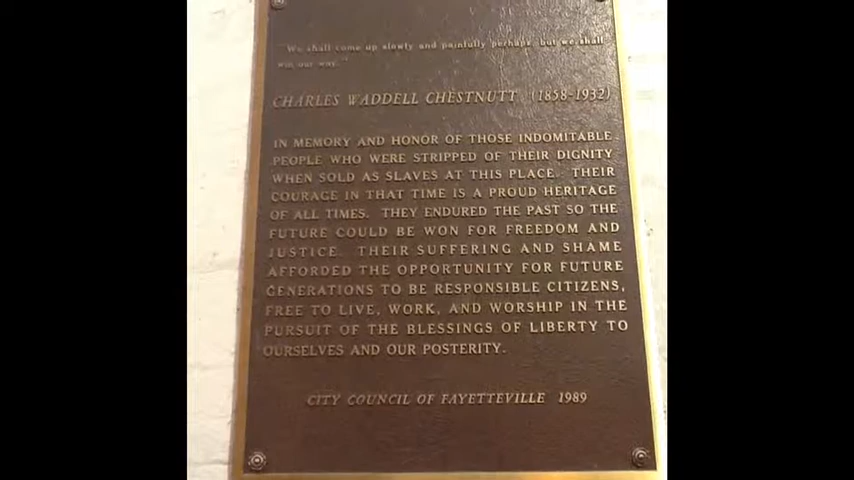 "We shall come up slowly and painfully perhaps, but we shall
win our way."
CHARLES WADDELL CHESTNUTT (1858-1932)
IN MEMORY AND HONOR OF THOSE INDOMITABLE
PEOPLE WHO WERE STRIPPED OF THEIR DIGNITY
WHEN SOLD AS SLAVES AT THIS PLACE. THEIR
COURAGE IN THAT TIME IS A PROUD HERITAGE
OF ALL TIMES. THEY ENDURED THE PAST SO THE
FUTURE COULD BE WON FOR FREEDOM AND
JUSTICE. THEIR SUFFERING AND SHAME
AFFORDED THE OPPORTUNITY FOR FUTURE
GENERATIONS TO BE RESPONSIBLE CITIZENS,
FREE TO LIVE, WORK, AND WORSHIP IN THE
PURSUIT OF THE BLESSINGS OF LIBERTY TO
OURSELVES AND OUR POSTERITY.
CITY COUNCIL OF FAYETTEVILLE 1989